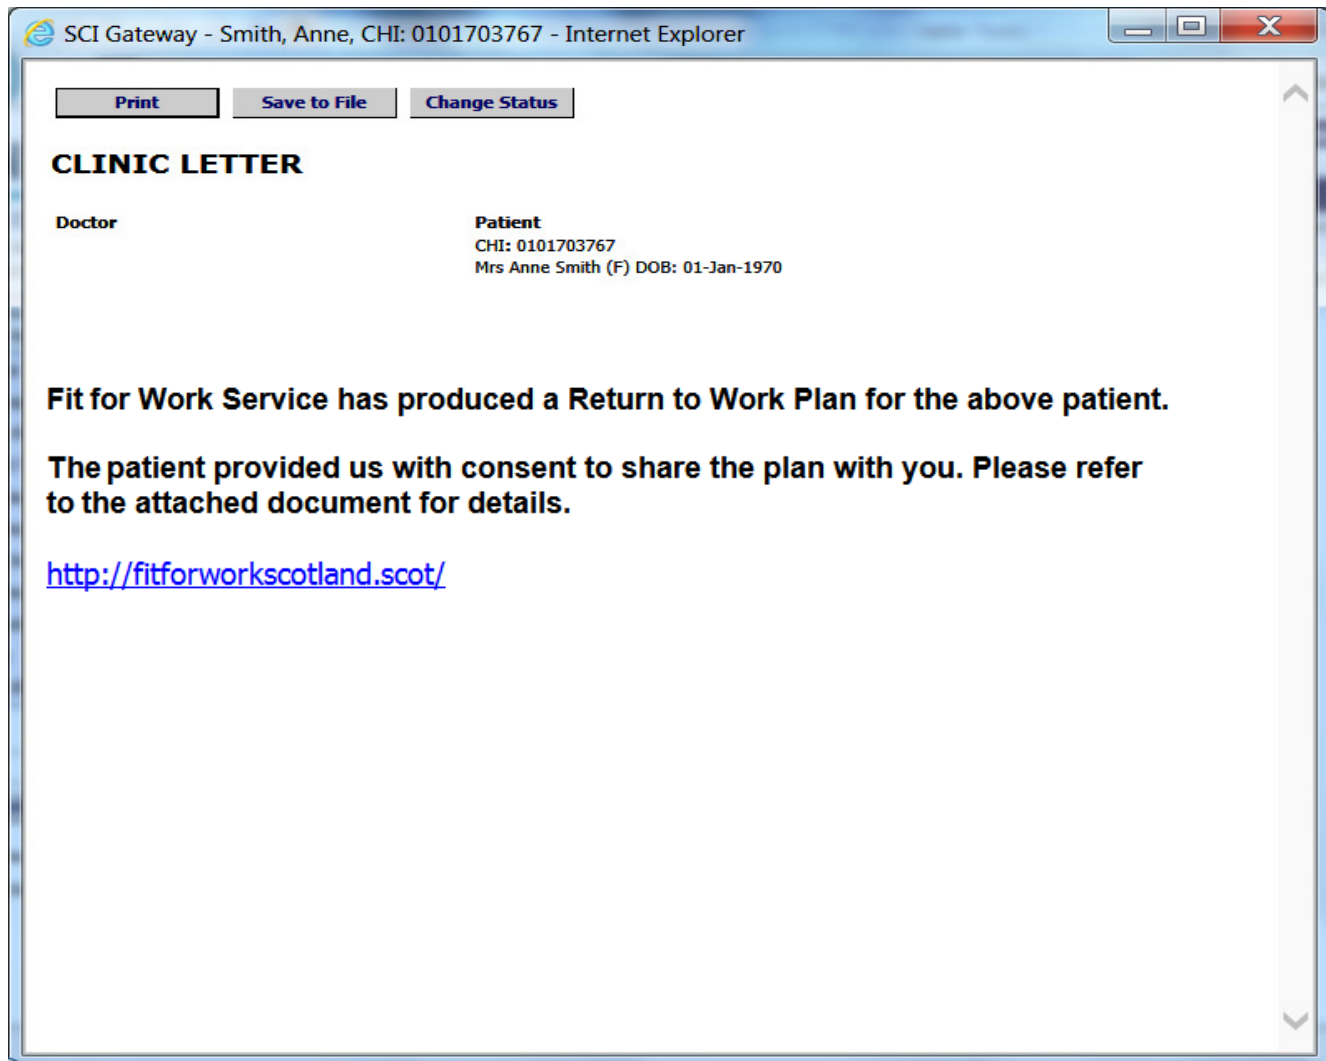 SCI Gateway - Smith, Anne, CHI: 0101703767 - Internet Explorer
Print Save to File Change Status
CLINIC LETTER
Doctor
Patient
CHI: 0101703767
Mrs Anne Smith (F) DOB: 01-Jan-1970
Fit for Work Service has produced a Return to Work Plan for the above patient.
The patient provided us with consent to share the plan with you. Please refer
to the attached document for details.
http://fitforworkscotland.scot/